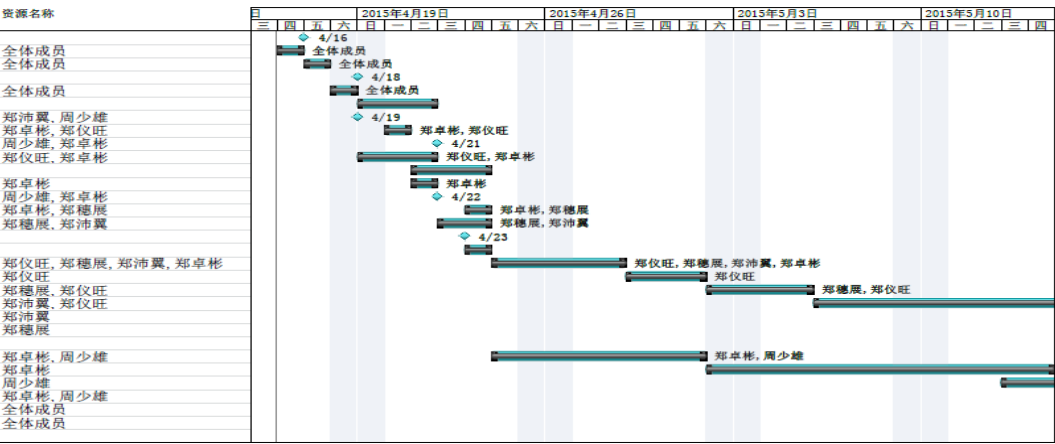 资源名称 日 2015年4月19日 2015年4月26日 2015年5月3日 2015年5月10日
三 四 五 六 日 一 二 三 四 五 六 日 一 二 三 四 五 六 日 一 二 三 四 五 六 日 一 二 三 四
4/16
全体成员 全体成员
全体成员 全体成员
4/18
全体成员 全体成员
郑沛翼, 周少雄 4/19
郑卓彬, 郑仪旺 郑卓彬, 郑仪旺
周少雄, 郑卓彬 4/21
郑仪旺, 郑卓彬 郑仪旺, 郑卓彬
郑卓彬 郑卓彬
周少雄, 郑卓彬 4/22
郑卓彬, 郑穗展 郑卓彬, 郑穗展
郑穗展, 郑沛翼 郑穗展, 郑沛翼
4/23
郑仪旺, 郑穗展, 郑沛翼, 郑卓彬 郑仪旺, 郑穗展, 郑沛翼, 郑卓彬
郑仪旺 郑仪旺
郑穗展, 郑仪旺 郑穗展, 郑仪旺
郑沛翼, 郑仪旺
郑沛翼
郑穗展
郑卓彬, 周少雄 郑卓彬, 周少雄
郑卓彬
周少雄
郑卓彬, 周少雄
全体成员
全体成员